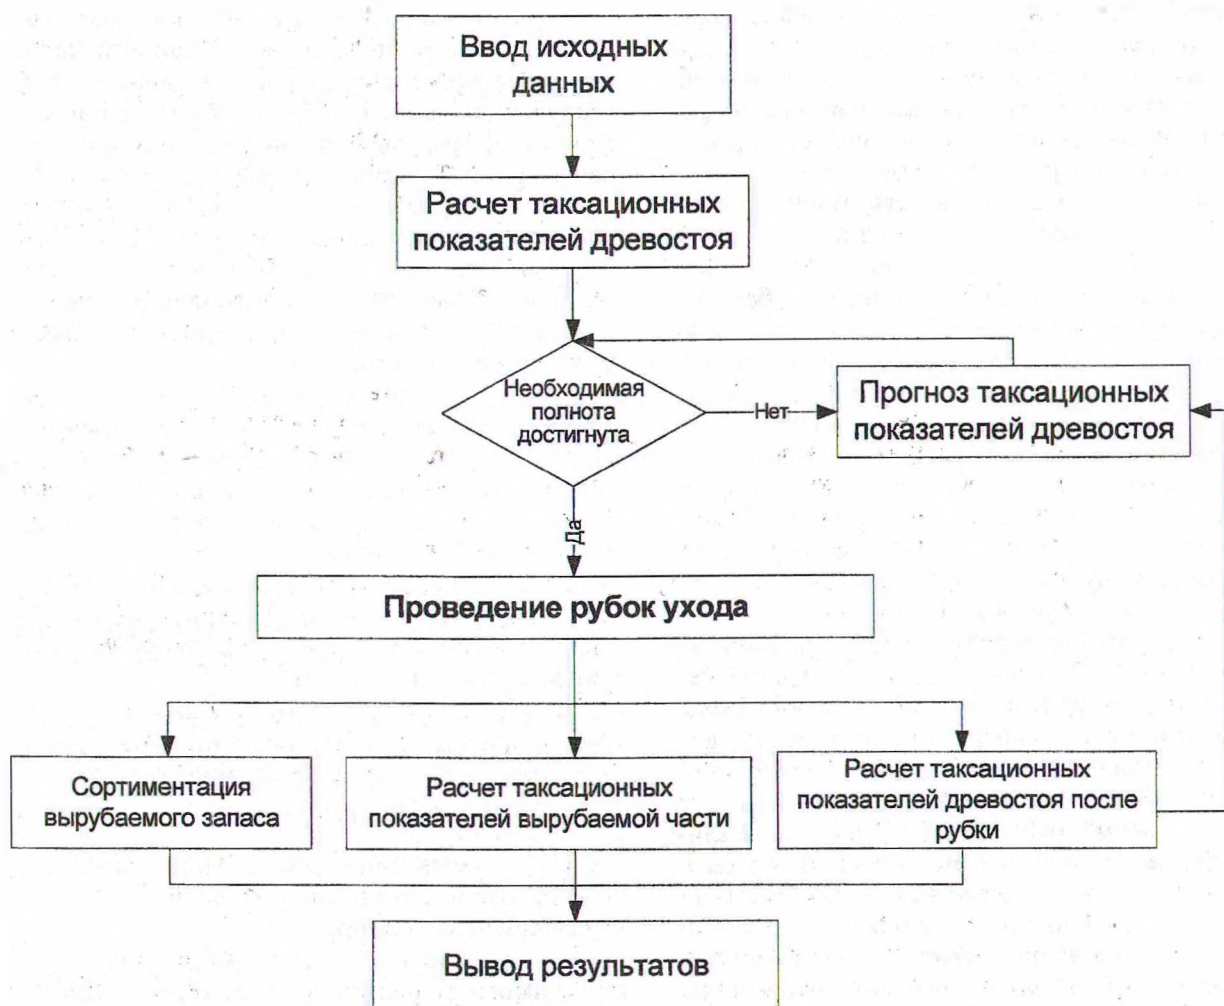 Ввод исходных
данных
Расчет таксационных
показателей древостоя
Необходимая
полнота
достигнута
Нет
Прогноз таксационных
показателей древостоя
Да
Проведение рубок ухода
Сортиментация
вырубаемого запаса
Расчет таксационных
показателей вырубаемой части
Расчет таксационных
показателей древостоя после
рубки
Вывод результатов